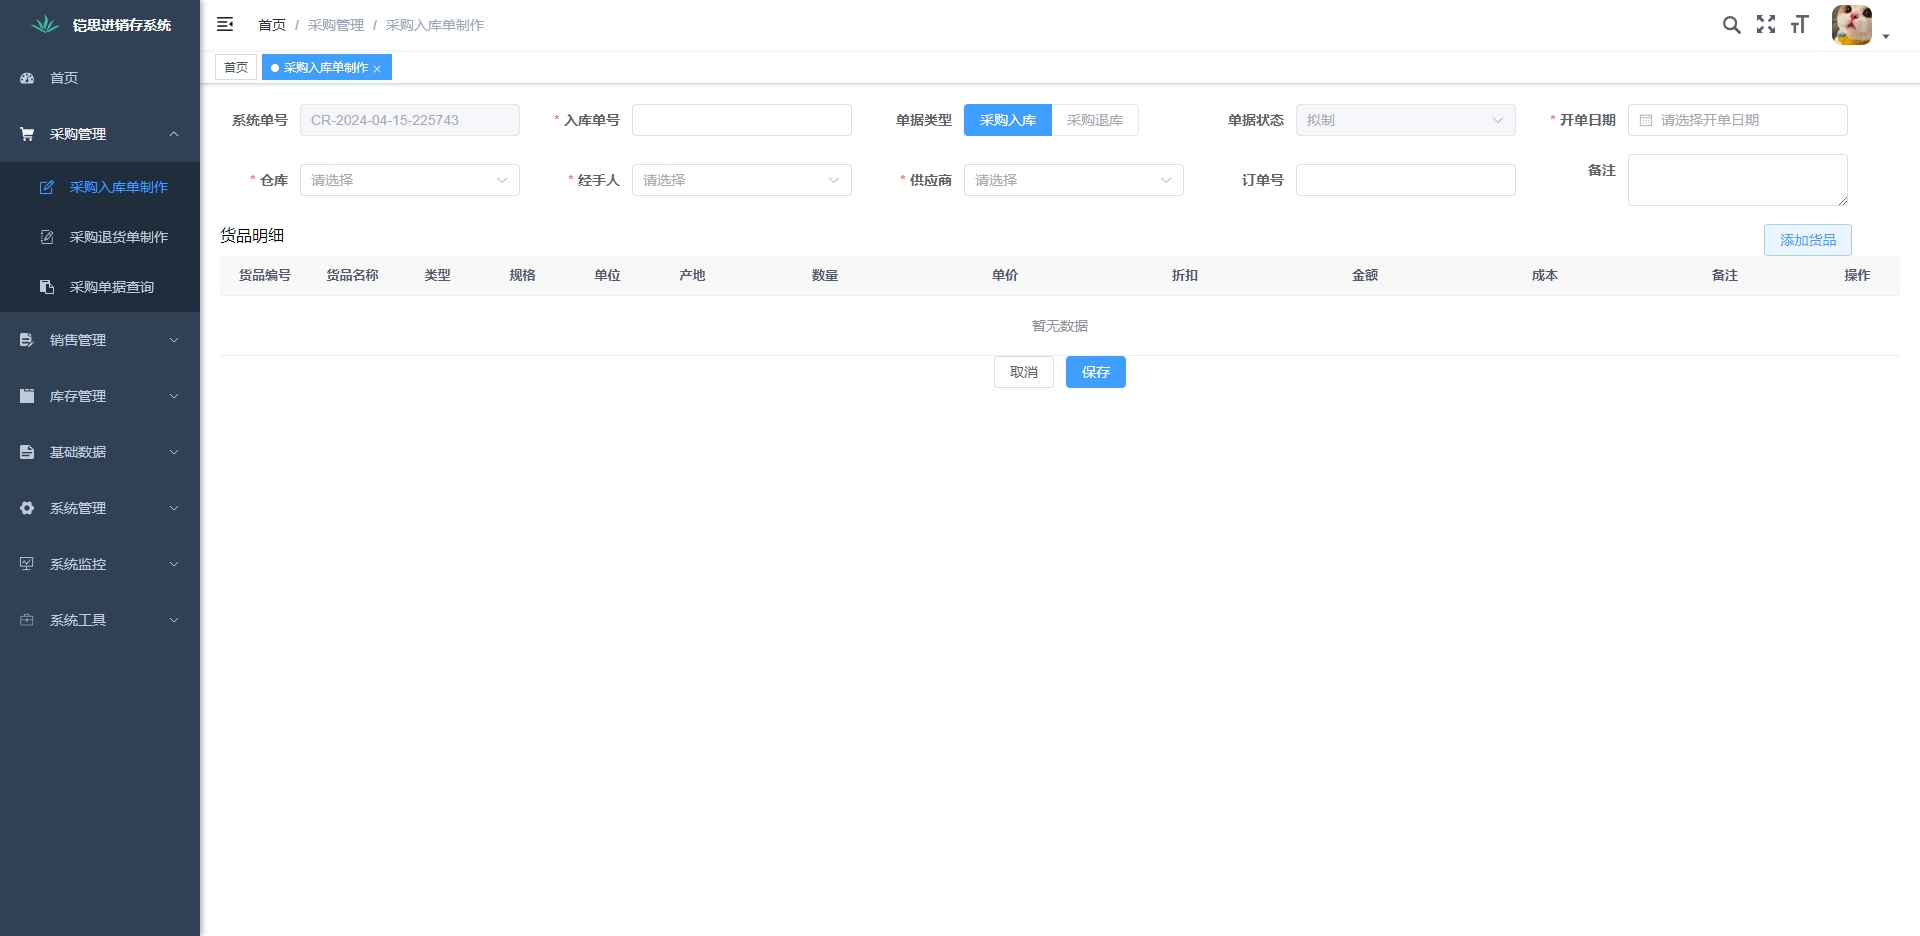 铠思进销存系统
首页 / 采购管理 / 采购入库单制作
首页
采购入库单制作
首页
采购管理
采购入库单制作
采购退货单制作
采购单据查询
销售管理
库存管理
基础数据
系统管理
系统监控
系统工具
系统单号 CR-2024-04-15-225743 * 入库单号 单据类型 采购入库 采购退库 单据状态 拟制 * 开单日期 请选择开单日期
* 仓库 请选择 * 经手人 请选择 * 供应商 请选择 订单号 备注
货品明细 添加货品
货品编号 货品名称 类型 规格 单位 产地 数量 单价 折扣 金额 成本 备注 操作
暂无数据
取消 保存